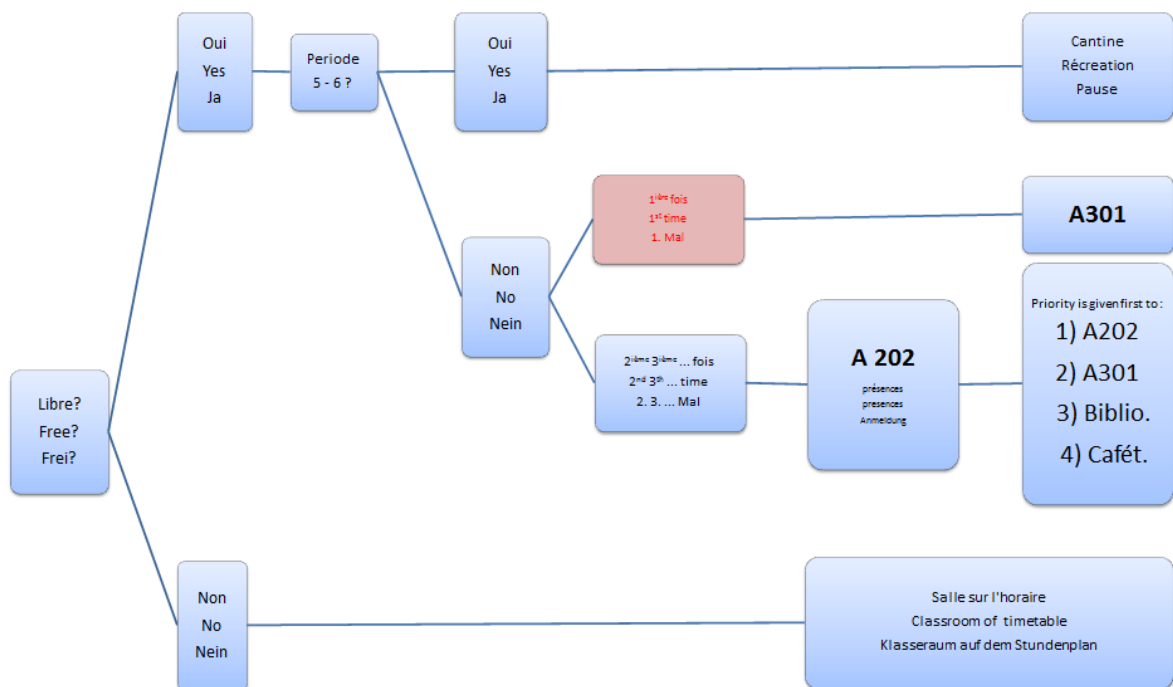 Oui
Yes
Ja
Periode
5 - 6 ?
Oui
Yes
Ja
Cantine
Récreation
Pause
1ière fois
1st time
1. Mal
A301
Non
No
Nein
2ième 3ième ... fois
2nd 3th ... time
2. 3. ... Mal
A 202
présences
presences
Anmeldung
Priority is given first to :
1) A202
2) A301
3) Biblio.
4) Cafét.
Libre?
Free?
Frei?
Non
No
Nein
Salle sur l'horaire
Classroom of timetable
Klasseraum auf dem Stundenplan